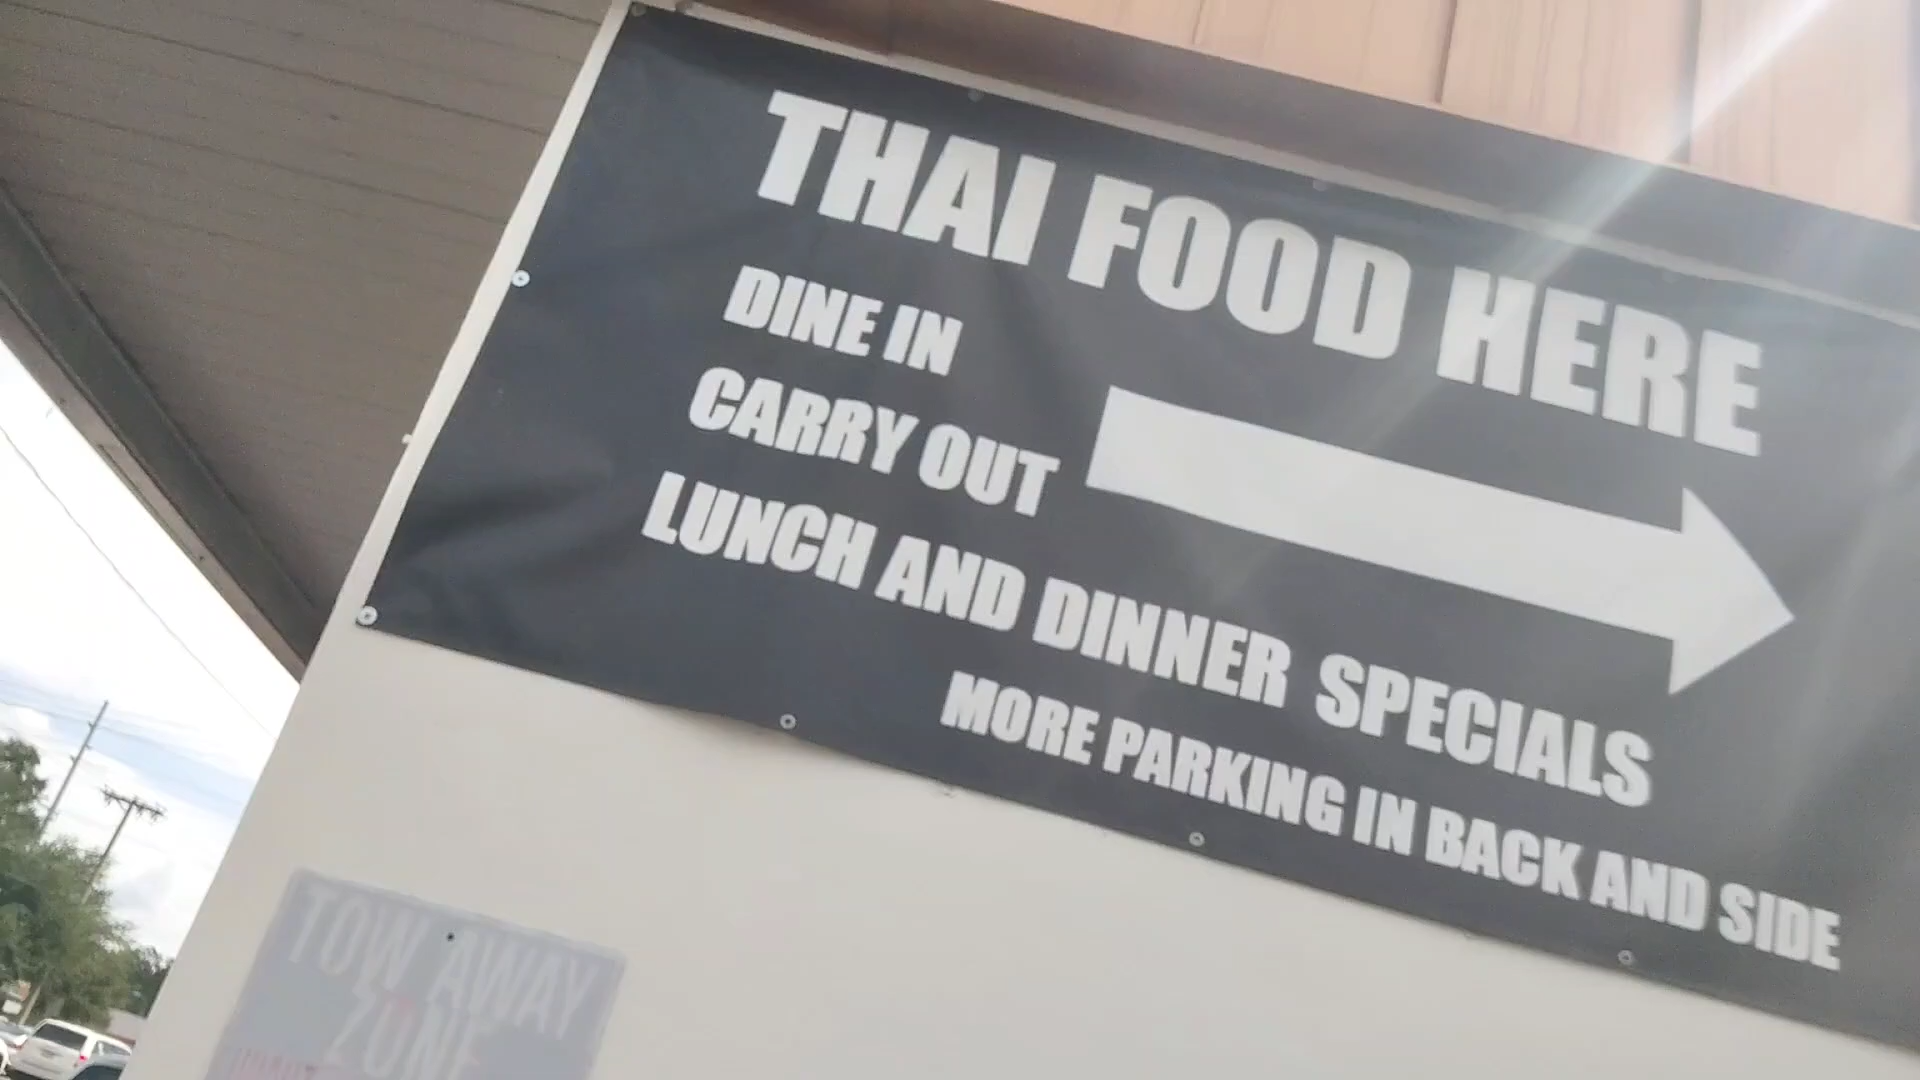 THAI FOOD HERE
DINE IN
CARRY OUT
LUNCH AND DINNER SPECIALS
MORE PARKING IN BACK AND SIDE
TOW AWAY
ZONE